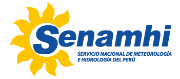 Senamhi
SERVICIO NACIONAL DE METEOROLOGÍA
E HIDROLOGÍA DEL PERÚ